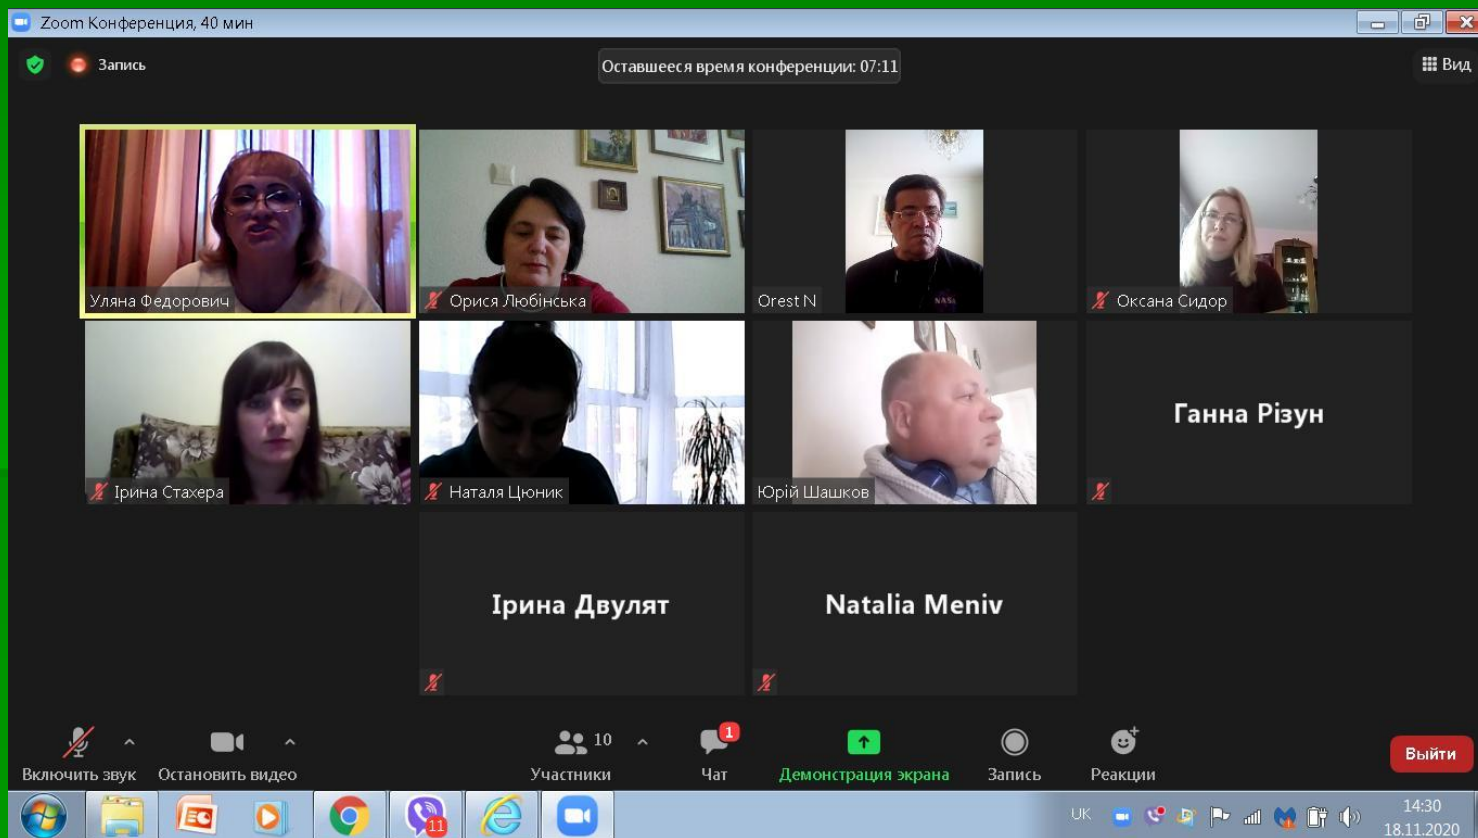 Zoom Конференция, 40 мин
Запись
Оставшееся время конференции: 07:11
Вид
Уляна Федорович
Орися Любінська
Orest N
Оксана Сидор
NASA
Ірина Стахера
Наталя Цюник
Юрій Шашков
Ганна Різун
Ірина Двулят
Natalia Meniv
10
1
Включить звук
Остановить видео
Участники
Чат
Демонстрация экрана
Запись
Реакции
Выйти
11
UK
14:30
18.11.2020